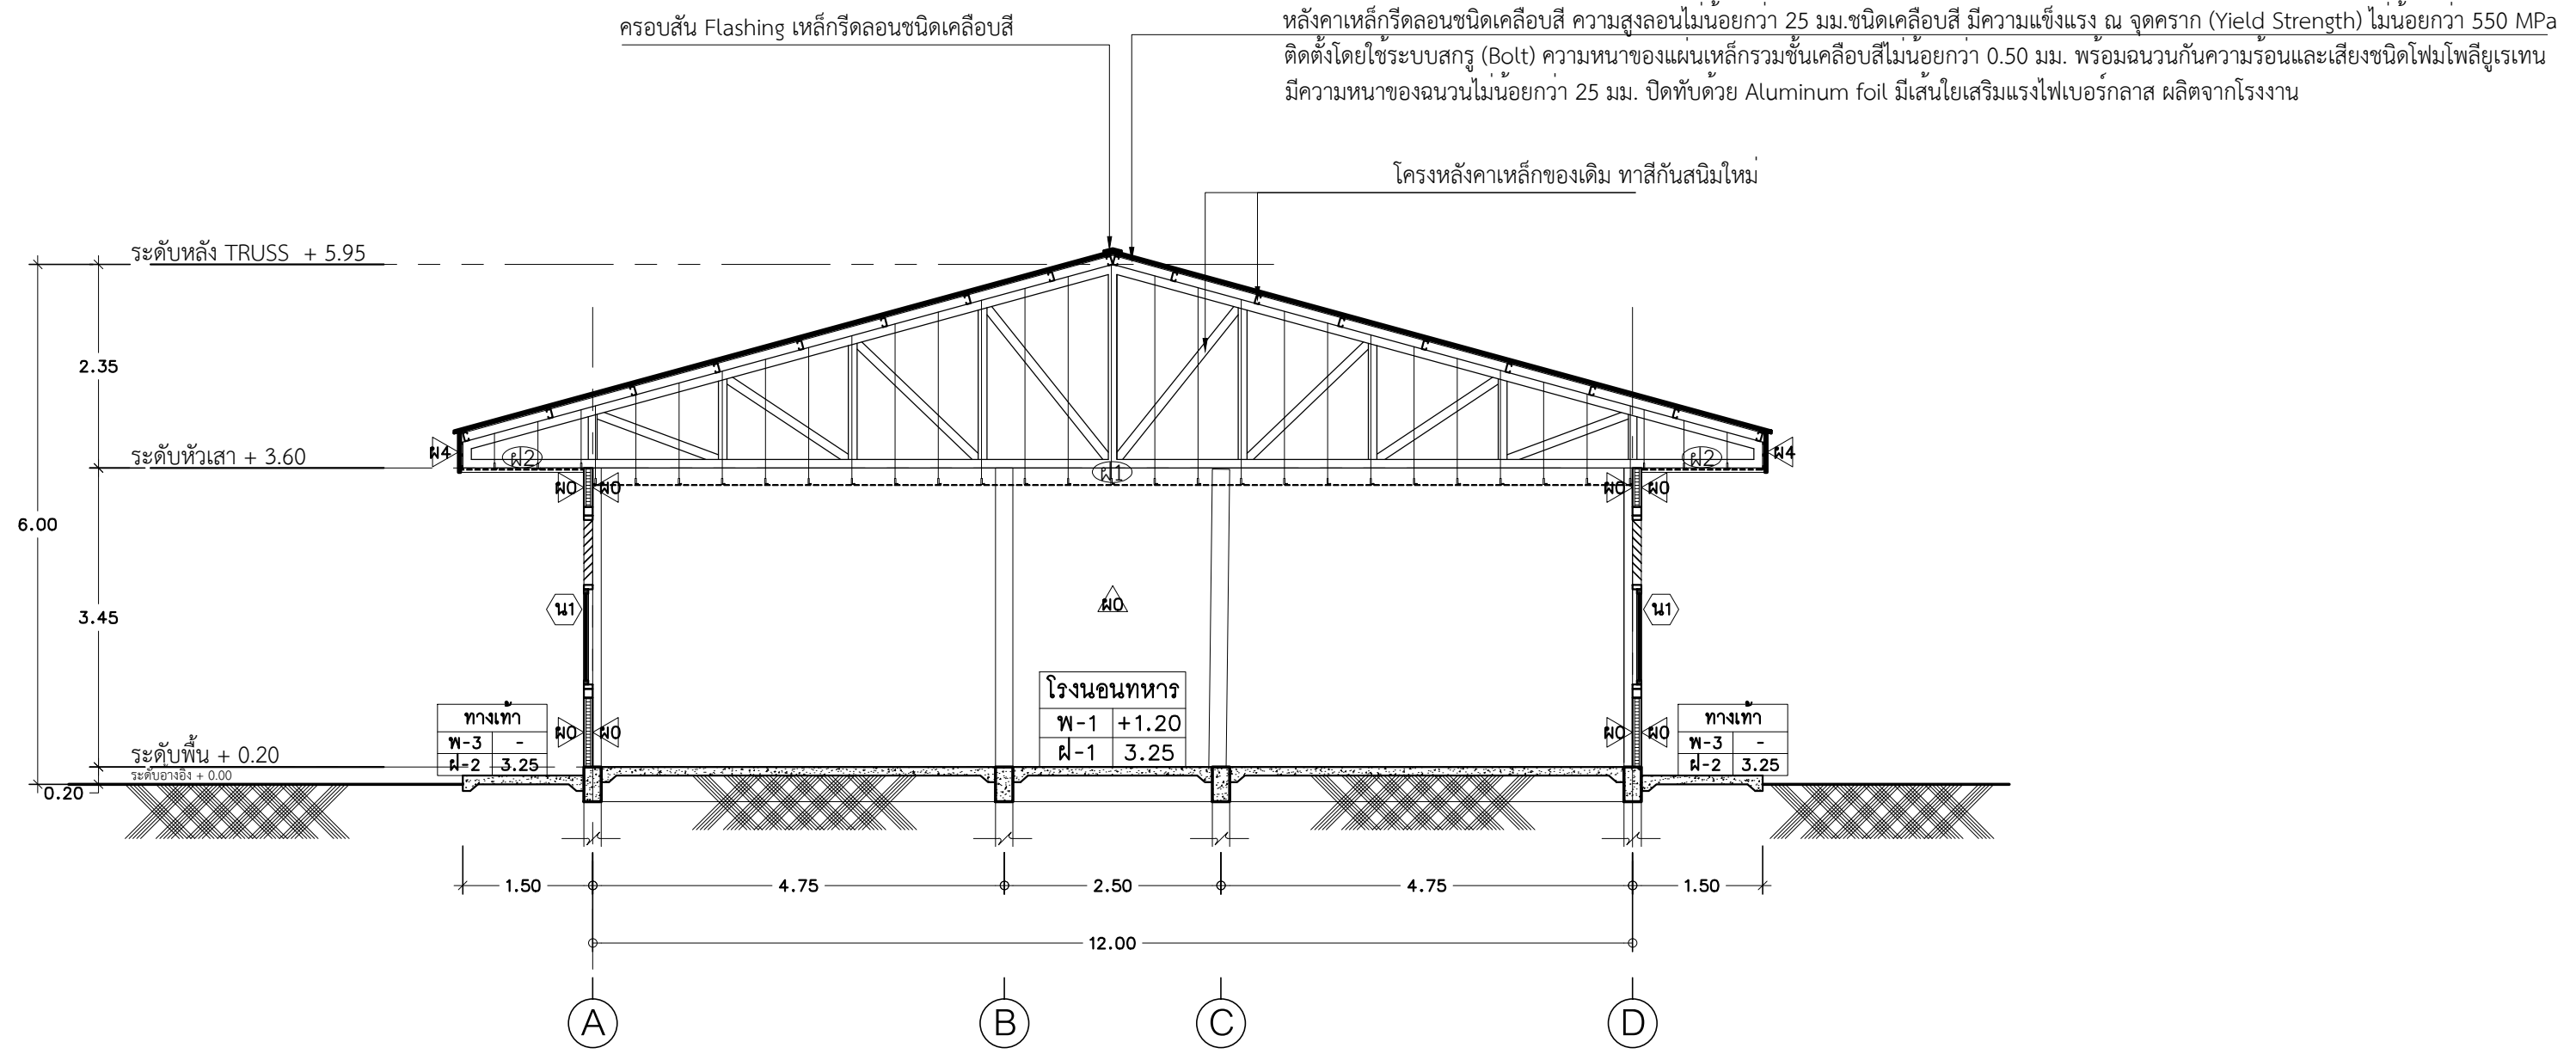 ครอบสัน Flashing เหล็กรีดลอนชนิดเคลือบสี
หลังคาเหล็กรีดลอนชนิดเคลือบสี ความสูงลอนไม่น้อยกว่า 25 มม.ชนิดเคลือบสี มีความแข็งแรง ณ จุดคราก (Yield Strength) ไม่น้อยกว่า 550 MPa
ติดตั้งโดยใช้ระบบสกรู (Bolt) ความหนาของแผ่นเหล็กรวมชั้นเคลือบสีไม่น้อยกว่า 0.50 มม. พร้อมฉนวนกันความร้อนและเสียงชนิดโฟมโพลียูเรเทน
มีความหนาของฉนวนไม่น้อยกว่า 25 มม. ปิดทับด้วย Aluminum foil มีเส้นใยเสริมแรงไฟเบอร์กลาส ผลิตจากโรงงาน
โครงหลังคาเหล็กของเดิม ทาสีกันสนิมใหม่
ระดับหลัง TRUSS + 5.95
2.35
ผ4 ฝ2 ฝ2 ผ4
ระดับหัวเสา + 3.60
ฝ1
ผ0 ผ0 ผ0 ผ0
6.00
3.45
น1 ผ0 น1
โรงนอนทหาร
พ-1 +1.20
ฝ-1 3.25
ทางเท้า
พ-3 -
ฝ-2 3.25
ผ0 ผ0 ผ0 ผ0
ทางเท้า
พ-3 -
ฝ-2 3.25
ระดับพื้น + 0.20
ระดับอางอิง + 0.00
0.20
1.50 4.75 2.50 4.75 1.50
12.00
A B C D